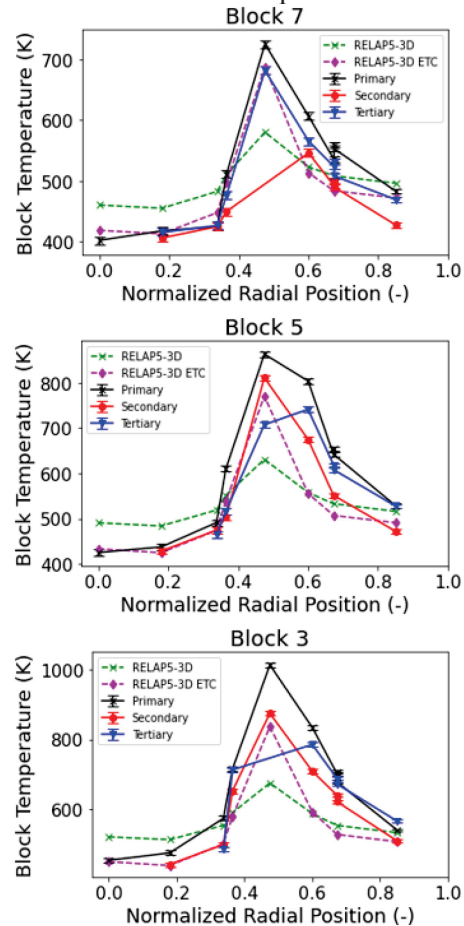 Block 7
Block Temperature (K)
700
600
500
400
RELAP5-3D
RELAP5-3D ETC
Primary
Secondary
Tertiary
0.0 0.2 0.4 0.6 0.8 1.0
Normalized Radial Position (-)
Block 5
Block Temperature (K)
800
700
600
500
400
RELAP5-3D
RELAP5-3D ETC
Primary
Secondary
Tertiary
0.0 0.2 0.4 0.6 0.8 1.0
Normalized Radial Position (-)
Block 3
Block Temperature (K)
1000
800
600
RELAP5-3D
RELAP5-3D ETC
Primary
Secondary
Tertiary
0.0 0.2 0.4 0.6 0.8 1.0
Normalized Radial Position (-)